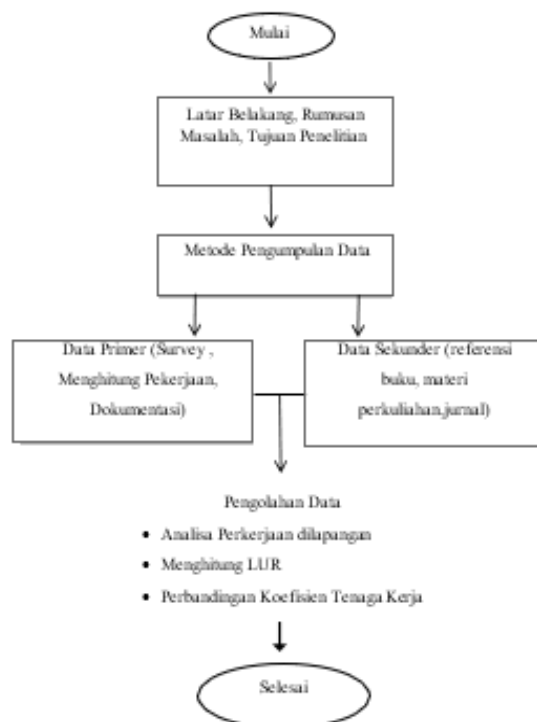 Mulai
Latar Belakang, Rumusan
Masalah, Tujuan Penelitian
Metode Pengumpulan Data
Data Primer (Survey ,
Menghitung Pekerjaan,
Dokumentasi)
Data Sekunder (referensi
buku, materi
perkuliahan,jurnal)
Pengolahan Data
• Analisa Perkerjaan dilapangan
• Menghitung LUR
• Perbandingan Koefisien Tenaga Kerja
Selesai